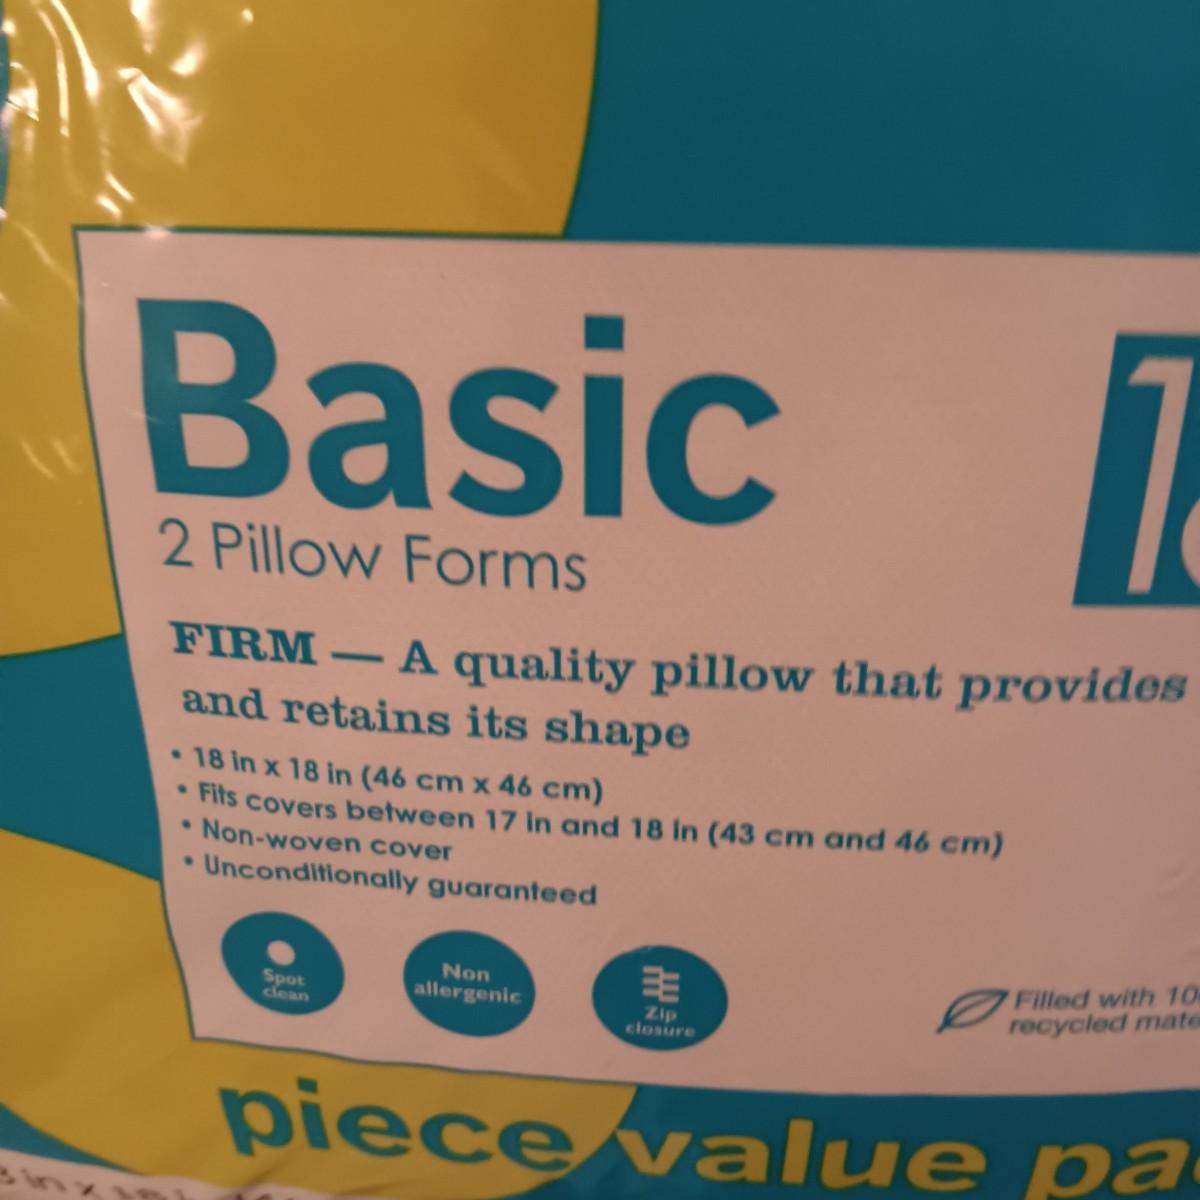 Basic
2 Pillow Forms
FIRM — A quality pillow that provides
and retains its shape
• 18 in x 18 in (46 cm x 46 cm)
• Fits covers between 17 in and 18 in (43 cm and 46 cm)
• Non-woven cover
• Unconditionally guaranteed
Spot
clean
Non
allergenic
Zip
closure
Filled with
recycled
piece value